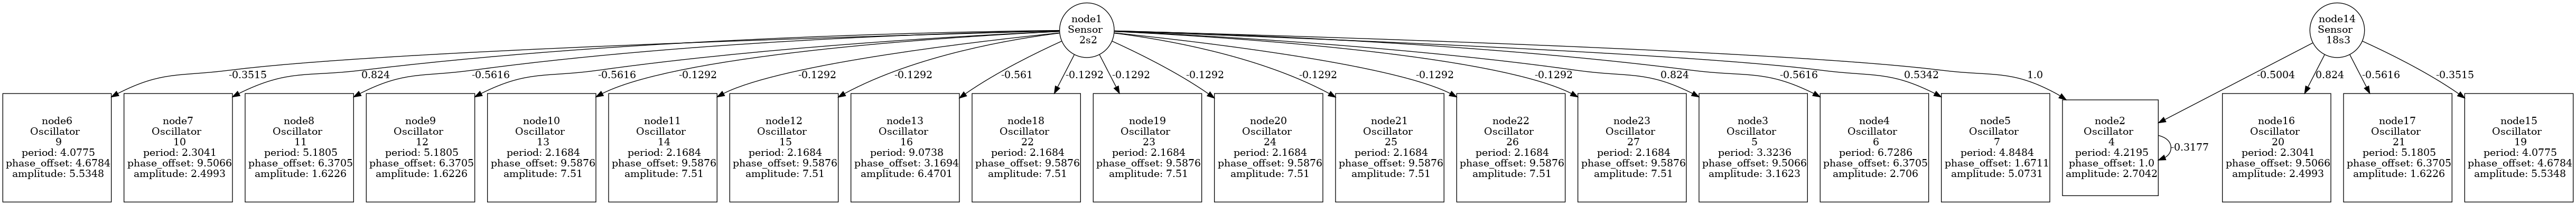 node1
Sensor
2s2
node14
Sensor
18s3
-0.3515
0.824
-0.5616
-0.5616
-0.1292
-0.1292
-0.1292
-0.561
-0.1292
-0.1292
-0.1292
-0.1292
-0.1292
-0.1292
0.824
-0.5616
0.5342
1.0
-0.5004
0.824
-0.5616
-0.3515
node6
Oscillator
9
period: 4.0775
phase_offset: 4.6784
amplitude: 5.5348
node7
Oscillator
10
period: 2.3041
phase_offset: 9.5066
amplitude: 2.4993
node8
Oscillator
11
period: 5.1805
phase_offset: 6.3705
amplitude: 1.6226
node9
Oscillator
12
period: 5.1805
phase_offset: 6.3705
amplitude: 1.6226
node10
Oscillator
13
period: 2.1684
phase_offset: 9.5876
amplitude: 7.51
node11
Oscillator
14
period: 2.1684
phase_offset: 9.5876
amplitude: 7.51
node12
Oscillator
15
period: 2.1684
phase_offset: 9.5876
amplitude: 7.51
node13
Oscillator
16
period: 9.0738
phase_offset: 3.1694
amplitude: 6.4701
node18
Oscillator
22
period: 2.1684
phase_offset: 9.5876
amplitude: 7.51
node19
Oscillator
23
period: 2.1684
phase_offset: 9.5876
amplitude: 7.51
node20
Oscillator
24
period: 2.1684
phase_offset: 9.5876
amplitude: 7.51
node21
Oscillator
25
period: 2.1684
phase_offset: 9.5876
amplitude: 7.51
node22
Oscillator
26
period: 2.1684
phase_offset: 9.5876
amplitude: 7.51
node23
Oscillator
27
period: 2.1684
phase_offset: 9.5876
amplitude: 7.51
node3
Oscillator
5
period: 3.3236
phase_offset: 9.5066
amplitude: 3.1623
node4
Oscillator
6
period: 6.7286
phase_offset: 6.3705
amplitude: 2.706
node5
Oscillator
7
period: 4.8484
phase_offset: 1.6711
amplitude: 5.0731
node2
Oscillator
4
period: 4.2195
phase_offset: 1.0
amplitude: 2.7042
-0.3177
node16
Oscillator
20
period: 2.3041
phase_offset: 9.5066
amplitude: 2.4993
node17
Oscillator
21
period: 5.1805
phase_offset: 6.3705
amplitude: 1.6226
node15
Oscillator
19
period: 4.0775
phase_offset: 4.6784
amplitude: 5.5348